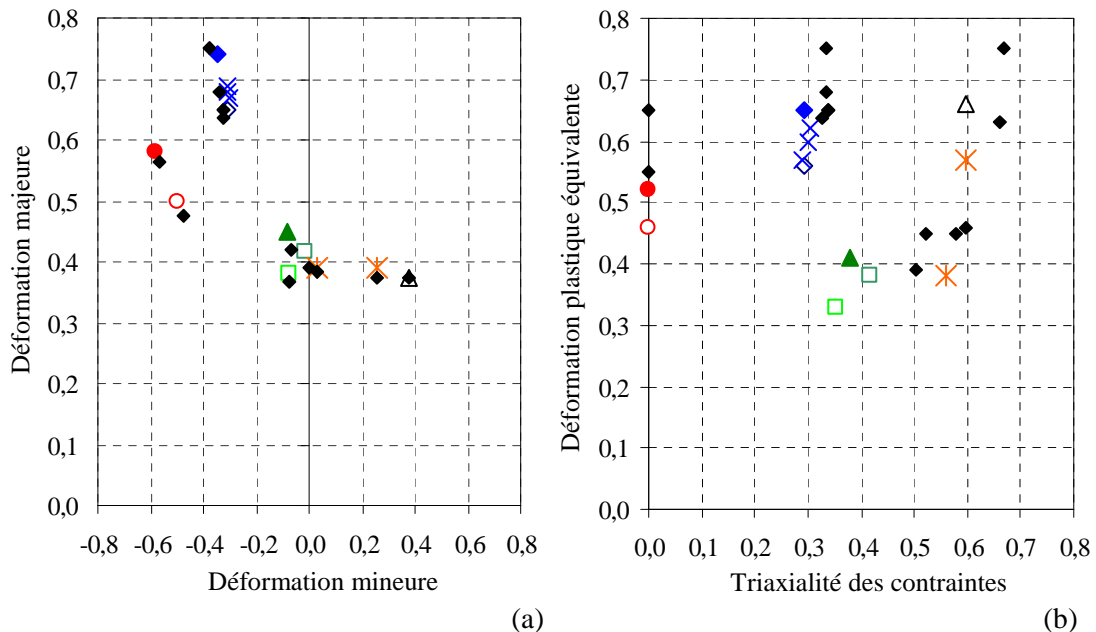 0,8
0,7
0,6
0,5
0,4
0,3
0,2
0,1
0,0
Déformation majeure
-0,8 -0,6 -0,4 -0,2 0,0 0,2 0,4 0,6 0,8
Déformation mineure
(a)
0,8
0,7
0,6
0,5
0,4
0,3
0,2
0,1
0,0
Déformation plastique équivalente
0,0 0,1 0,2 0,3 0,4 0,5 0,6 0,7 0,8
Triaxialité des contraintes
(b)